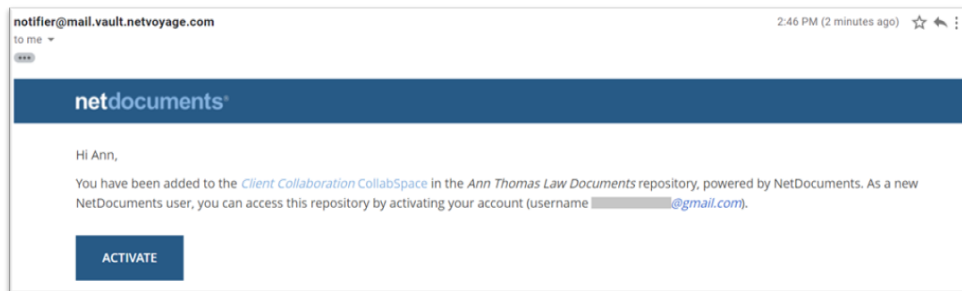 notifier@mail.vault.netvoyage.com
2:46 PM (2 minutes ago)
to me
netdocuments®
Hi Ann,
You have been added to the Client Collaboration CollabSpace in the Ann Thomas Law Documents repository, powered by NetDocuments. As a new
NetDocuments user, you can access this repository by activating your account (username @gmail.com).
ACTIVATE